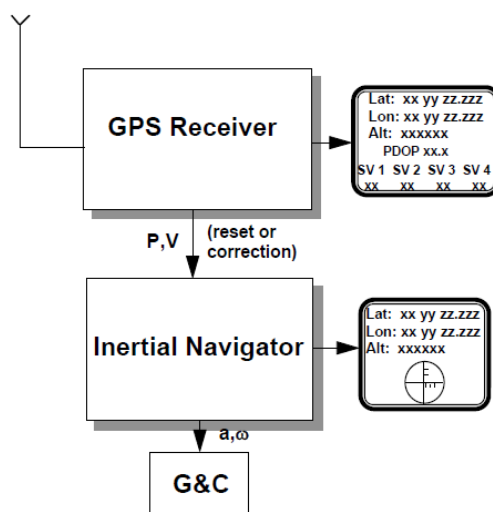 GPS Receiver
Lat: xx yy zz.zzz
Lon: xx yy zz.zzz
Alt: xxxxxx
PDOP xx.x
SV 1 SV 2 SV 3 SV 4
xx xx xx xx
P,V
(reset or
correction)
Inertial Navigator
Lat: xx yy zz.zzz
Lon: xx yy zz.zzz
Alt: xxxxxx
a,ω
G&C